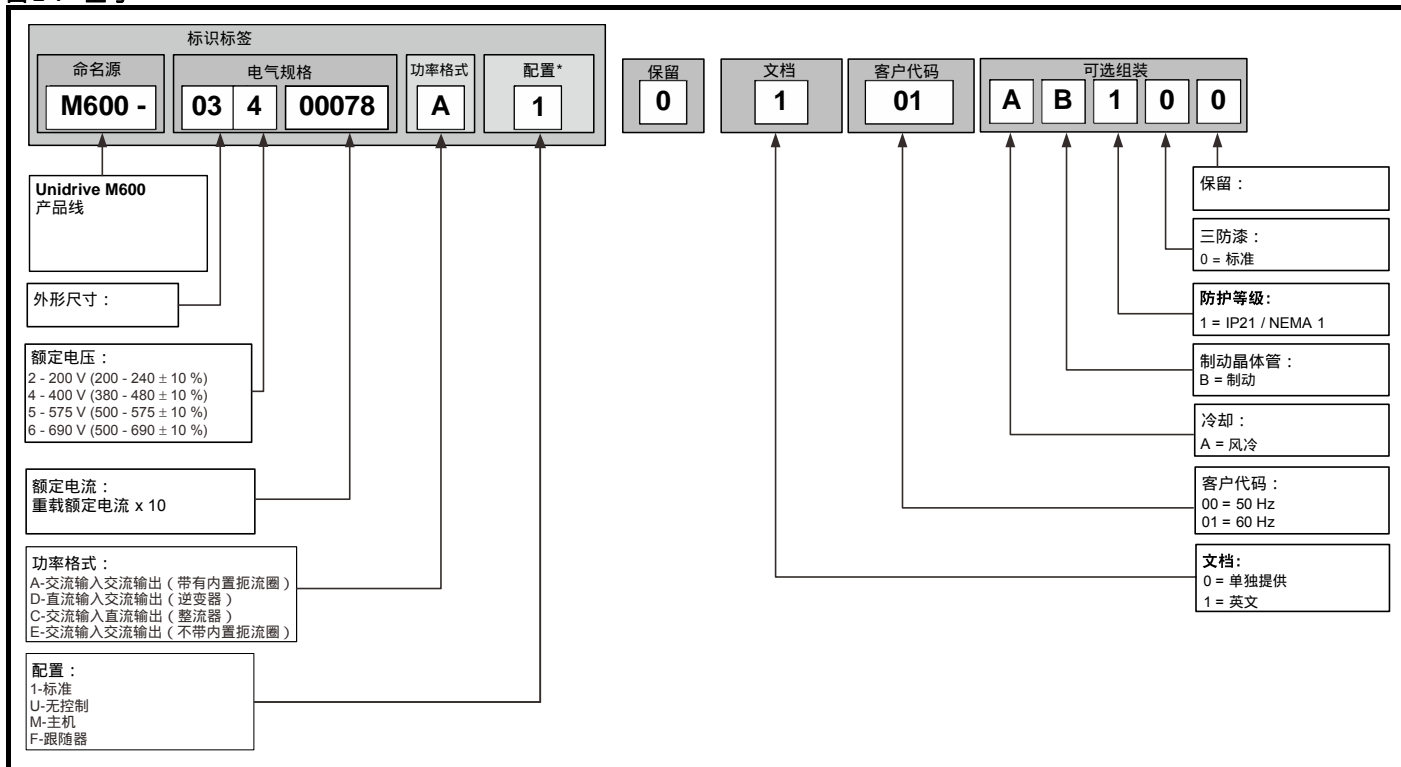 标识标签
命名源
电气规格
功率格式
配置*
保留
文档
客户代码
可选组装
M600 -
03
4
00078
A
1
0
1
01
A
B
1
0
0
Unidrive M600
产品线
外形尺寸：
额定电压：
2 - 200 V (200 - 240 ± 10 %)
4 - 400 V (380 - 480 ± 10 %)
5 - 575 V (500 - 575 ± 10 %)
6 - 690 V (500 - 690 ± 10 %)
额定电流：
重载额定电流 x 10
功率格式：
A-交流输入交流输出（带有内置扼流圈）
D-直流输入交流输出（逆变器）
C-交流输入直流输出（整流器）
E-交流输入交流输出（不带内置扼流圈）
配置：
1-标准
U-无控制
M-主机
F-跟随器
保留：
三防漆：
0 = 标准
防护等级:
1 = IP21 / NEMA 1
制动晶体管：
B = 制动
冷却：
A = 风冷
客户代码：
00 = 50 Hz
01 = 60 Hz
文档:
0 = 单独提供
1 = 英文